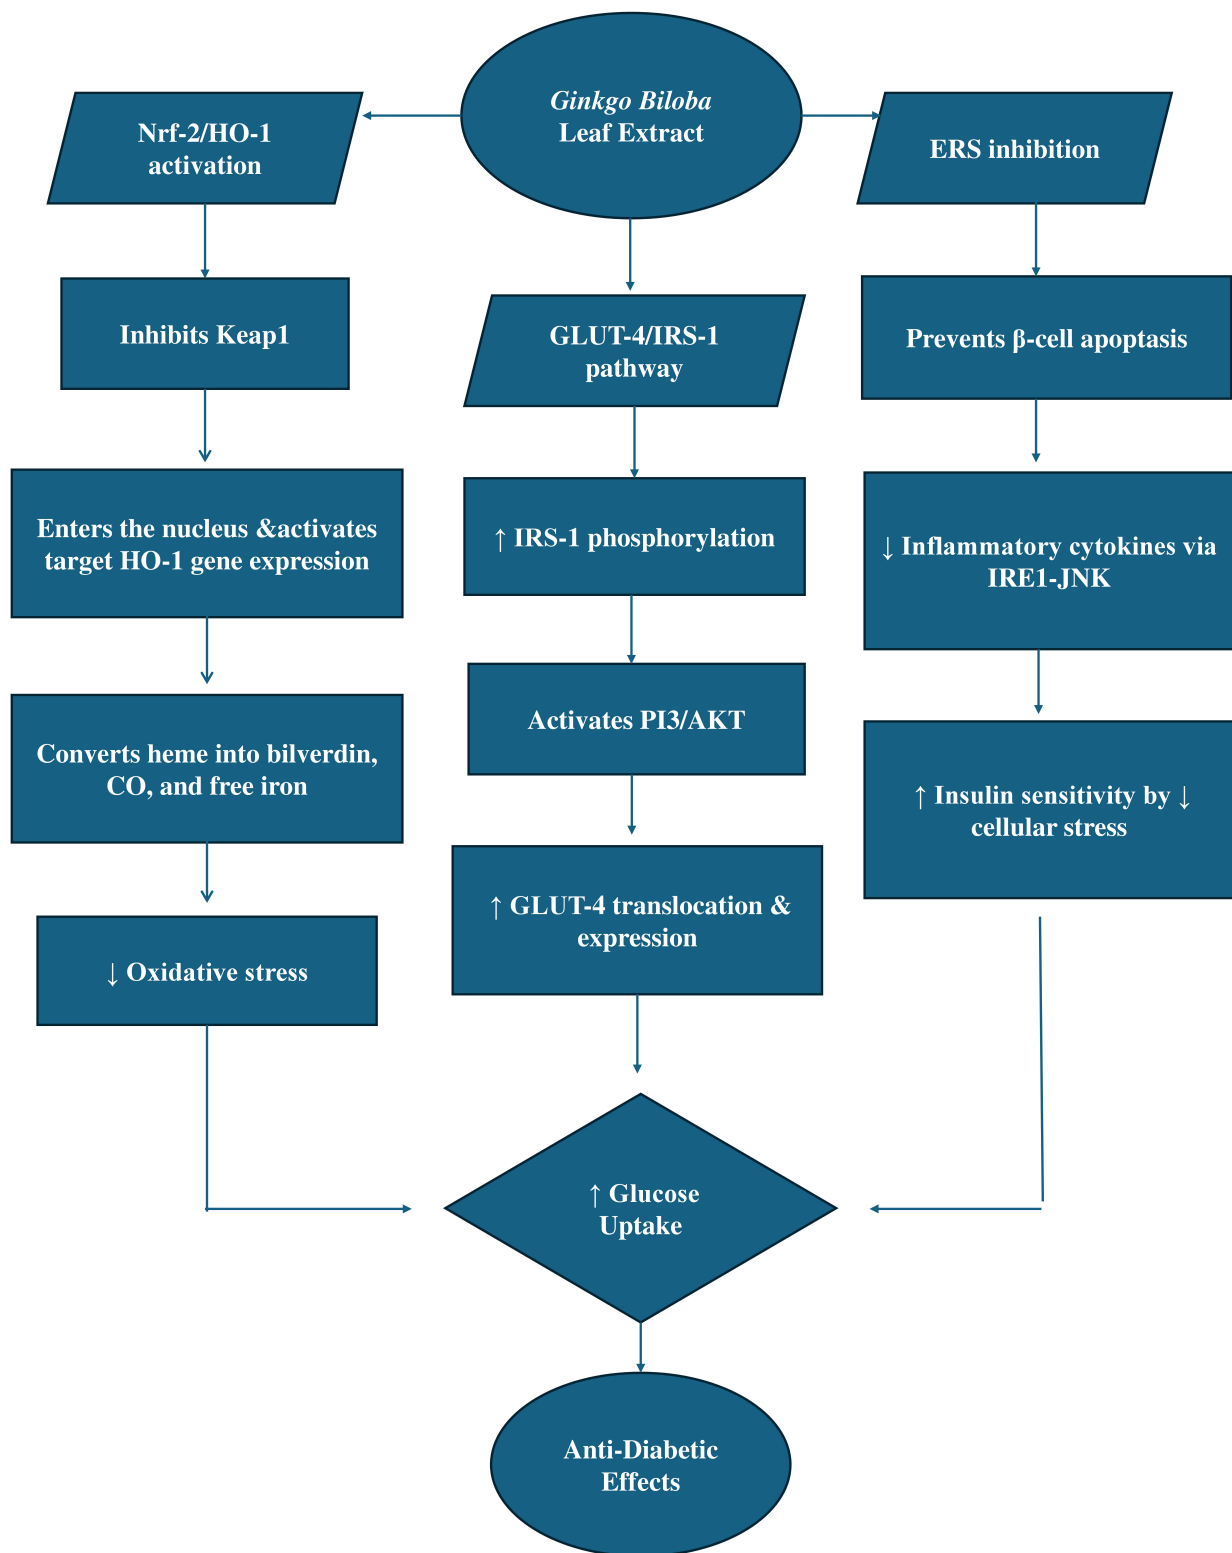 Ginkgo Biloba
Leaf Extract
Nrf-2/HO-1
activation
Inhibits Keap1
Enters the nucleus &activates
target HO-1 gene expression
Converts heme into bilverdin,
CO, and free iron
↓ Oxidative stress
GLUT-4/IRS-1
pathway
↑ IRS-1 phosphorylation
Activates PI3/AKT
↑ GLUT-4 translocation &
expression
ERS inhibition
Prevents β-cell apoptasis
↓ Inflammatory cytokines via
IRE1-JNK
↑ Insulin sensitivity by ↓
cellular stress
↑ Glucose
Uptake
Anti-Diabetic
Effects